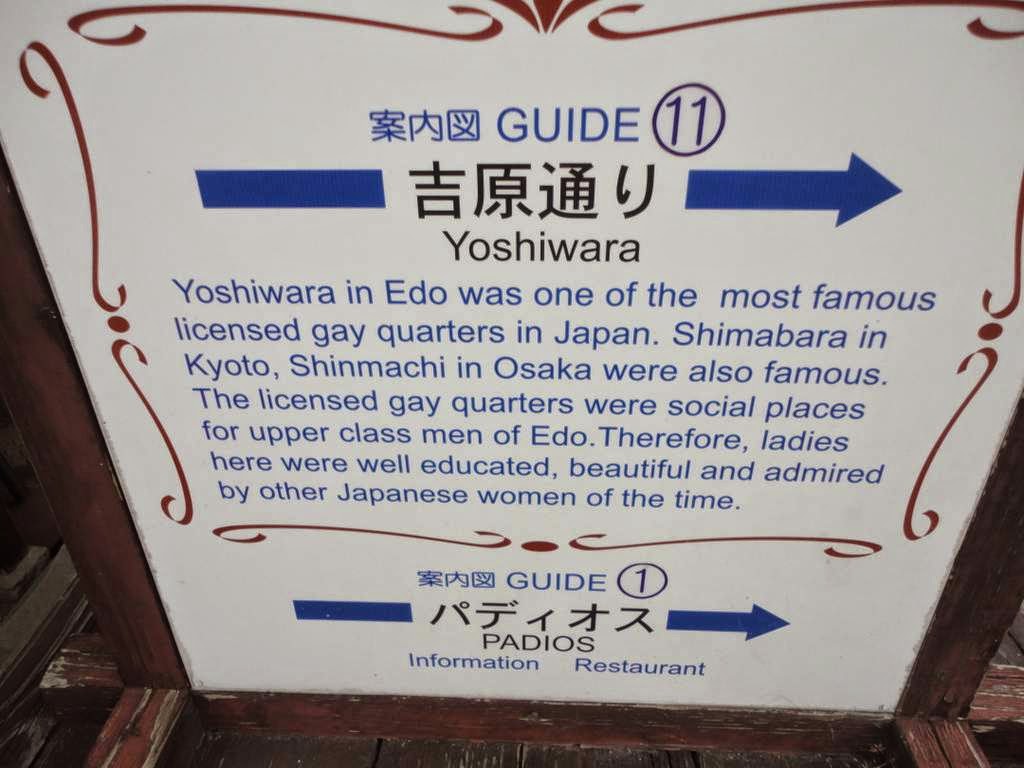 案内図 GUIDE ⑪
吉原通り
Yoshiwara
Yoshiwara in Edo was one of the most famous
licensed gay quarters in Japan. Shimabara in
Kyoto, Shinmachi in Osaka were also famous.
The licensed gay quarters were social places
for upper class men of Edo.Therefore, ladies
here were well educated, beautiful and admired
by other Japanese women of the time.
案内図 GUIDE ①
パディオス
PADIOS
Information Restaurant